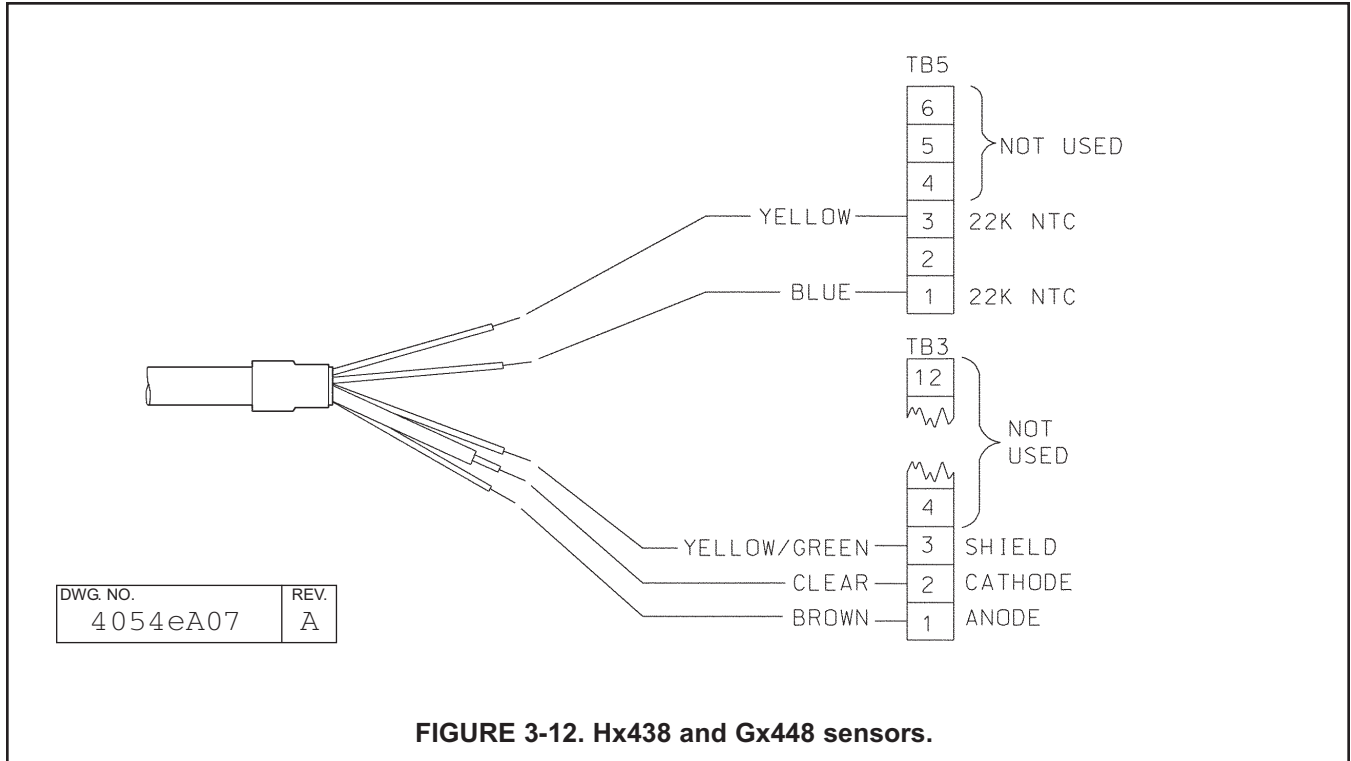 TB5
6
5
NOT USED
4
YELLOW 3 22K NTC
2
BLUE 1 22K NTC
TB3
12
NOT
USED
4
YELLOW/GREEN 3 SHIELD
CLEAR 2 CATHODE
BROWN 1 ANODE
DWG. NO. REV.
4054eA07 A
FIGURE 3-12. Hx438 and Gx448 sensors.